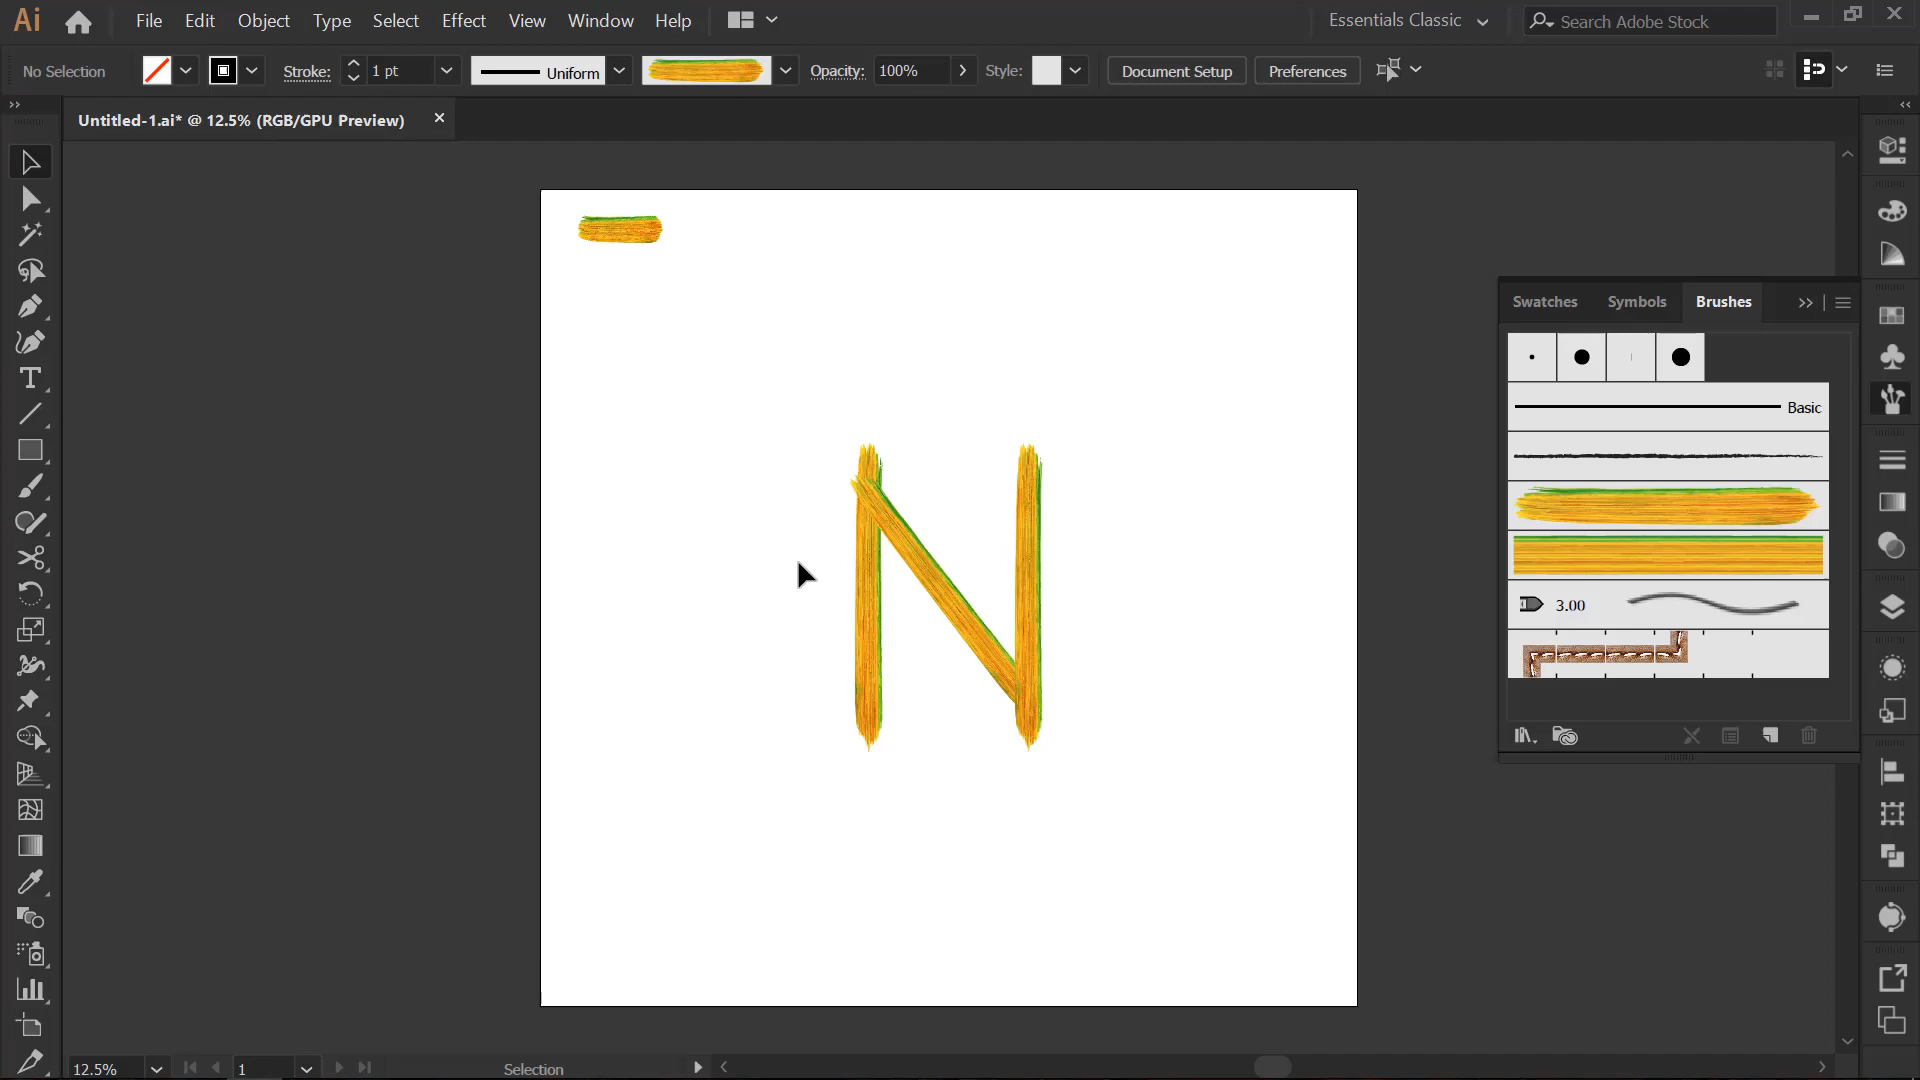 Ai File Edit Object Type Select Effect View Window Help Essentials Classic Search Adobe Stock
No Selection Stroke: 1 pt Uniform Opacity: 100% Style: Document Setup Preferences
Untitled-1.ai* @ 12.5% (RGB/GPU Preview)
Swatches Symbols Brushes
Basic
3.00
N
12.5% 1 Selection